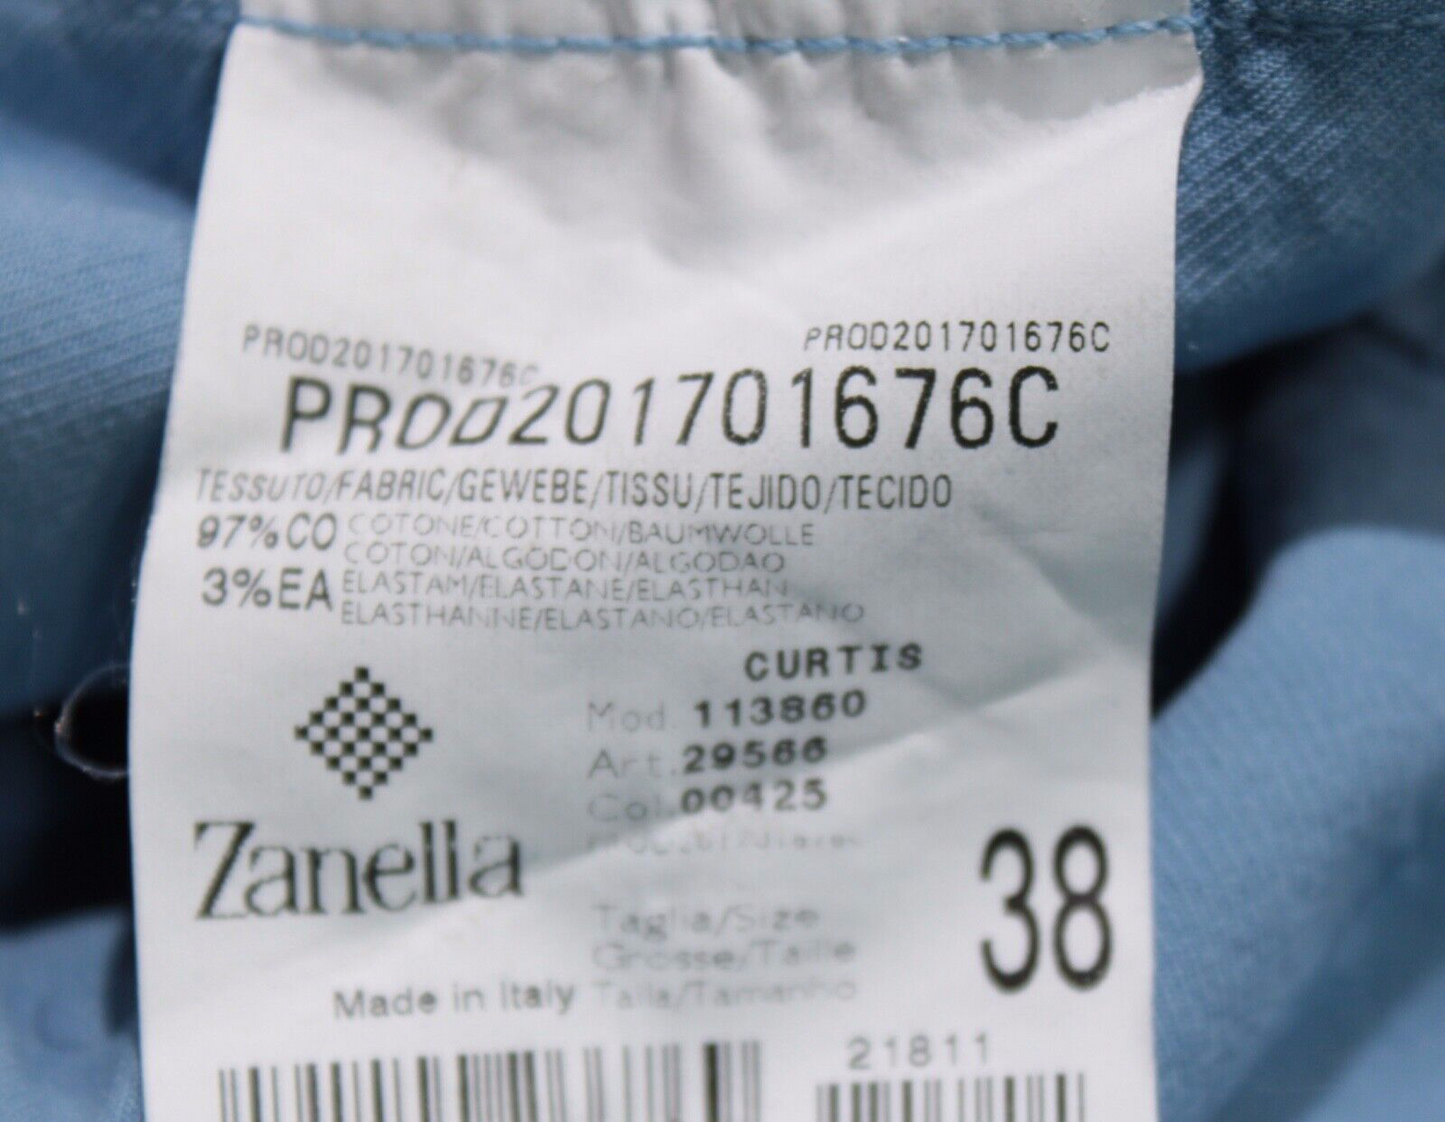 PROD201701676C
PROD201701676C
PROD201701676C
TESSUTO/FABRIC/GEWEBE/TISSU/TEJIDO/TECIDO
97%CO COTONE/COTTON/BAUMWOLLE
COTON/ALGODON/ALGODAO
3%EA ELASTAM/ELASTANE/ELASTHAN
ELASTHANNE/ELASTANO/ELASTANO
CURTIS
Mod. 113860
Art. 29566
Col. 00425
Zanella
38
Taglia/Size
Grosse/Taille
Talla/Tamanho
Made in Italy
21811